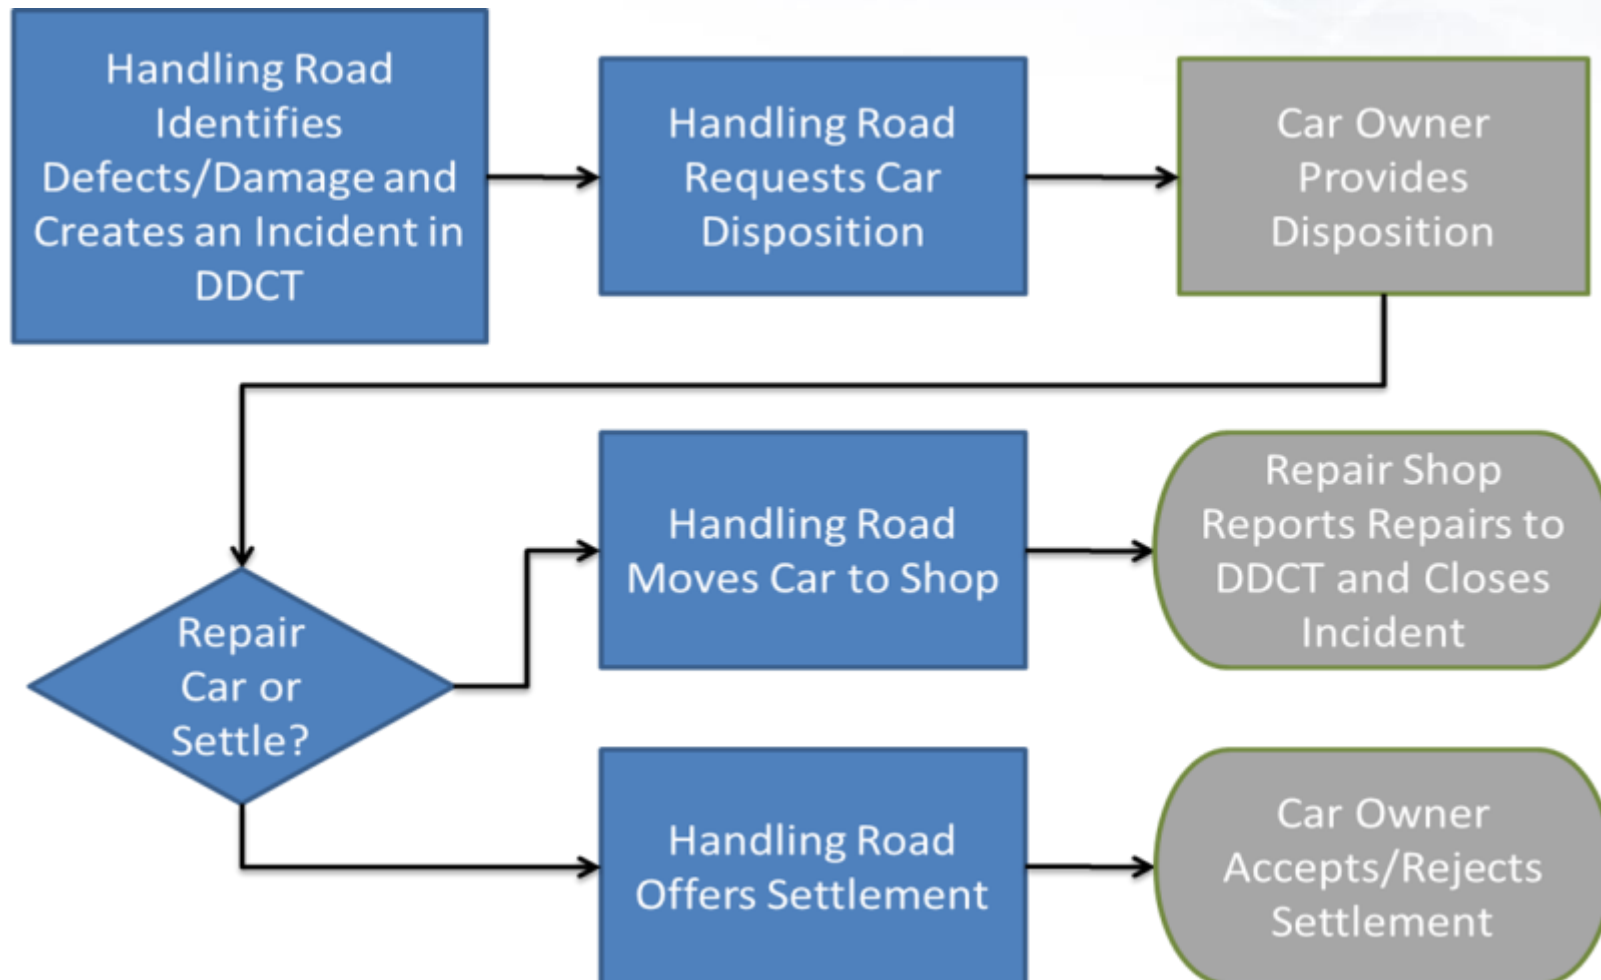 Handling Road
Identifies
Defects/Damage and
Creates an Incident in
DDCT
Handling Road
Requests Car
Disposition
Car Owner
Provides
Disposition
Repair
Car or
Settle?
Handling Road
Moves Car to Shop
Repair Shop
Reports Repairs to
DDCT and Closes
Incident
Handling Road
Offers Settlement
Car Owner
Accepts/Rejects
Settlement